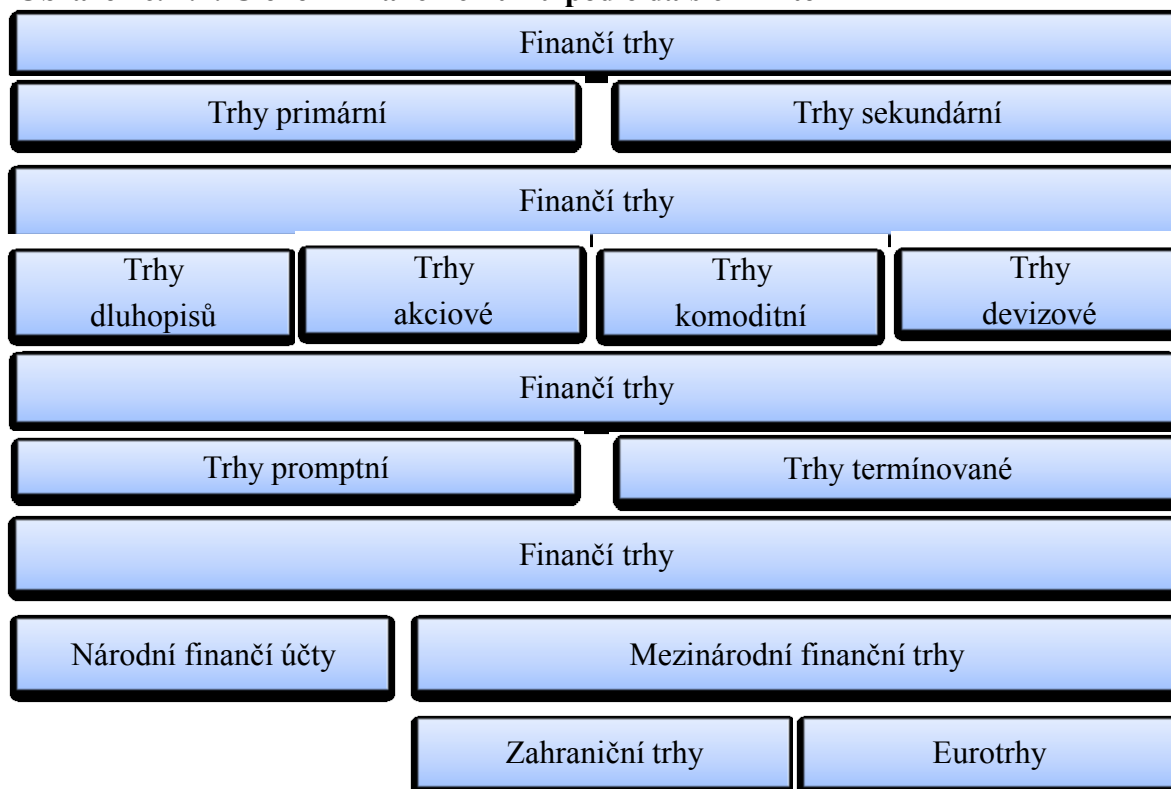 Finančí trhy
Trhy primární
Trhy sekundární
Finančí trhy
Trhy
dluhopisů
Trhy
akciové
Trhy
komoditní
Trhy
devizové
Finančí trhy
Trhy promptní
Trhy termínované
Finančí trhy
Národní finančí účty
Mezinárodní finanční trhy
Zahraniční trhy
Eurotrhy